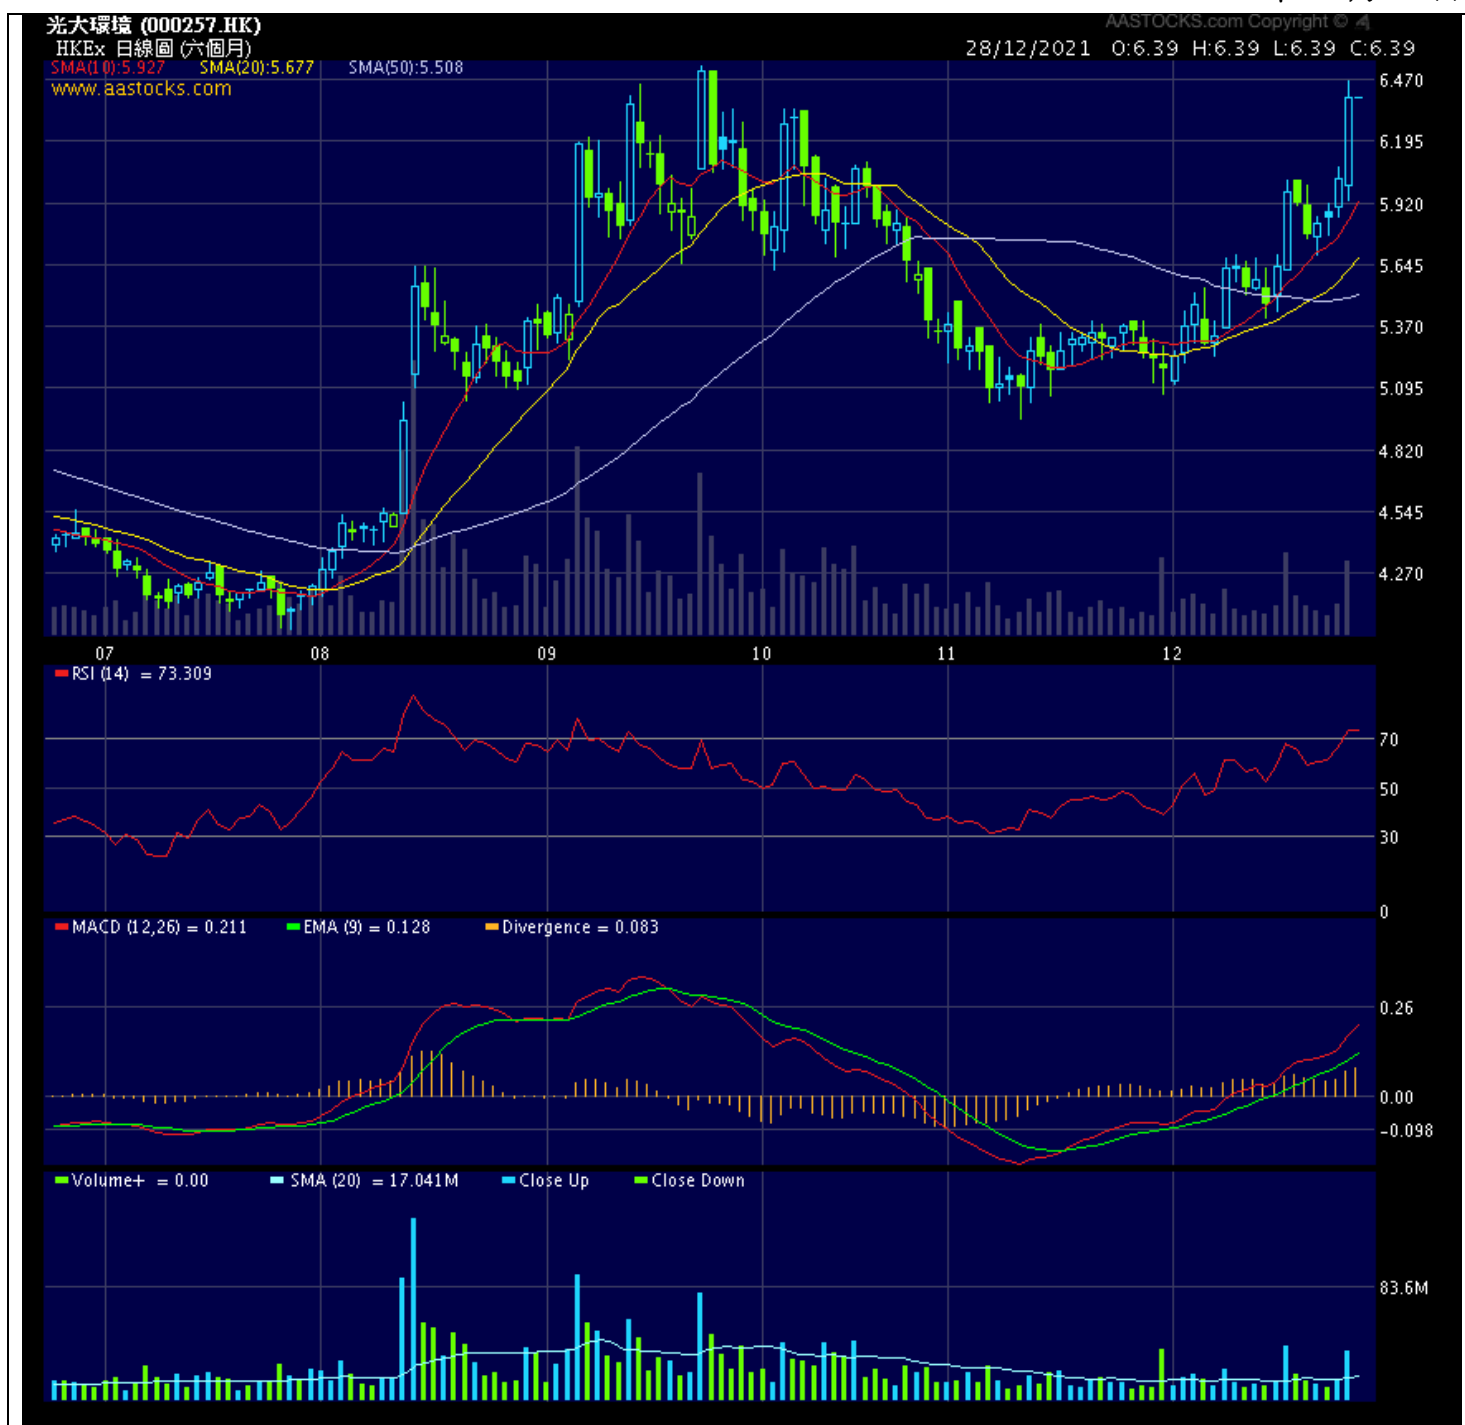 AASTOCKS.com Copyright ©
光大環境 (000257.HK)
HKEx 日線圖 (六個月)
28/12/2021 O:6.39 H:6.39 L:6.39 C:6.39
SMA(10):5.927 SMA(20):5.677 SMA(50):5.508
www.aastocks.com
6.470
6.195
5.920
5.645
5.370
5.095
4.820
4.545
4.270
07 08 09 10 11 12
RSI (14) = 73.309
70
50
30
0
MACD (12,26) = 0.211 EMA (9) = 0.128 Divergence = 0.083
0.26
0.00
-0.098
Volume+ = 0.00 SMA (20) = 17.041M Close Up Close Down
83.6M